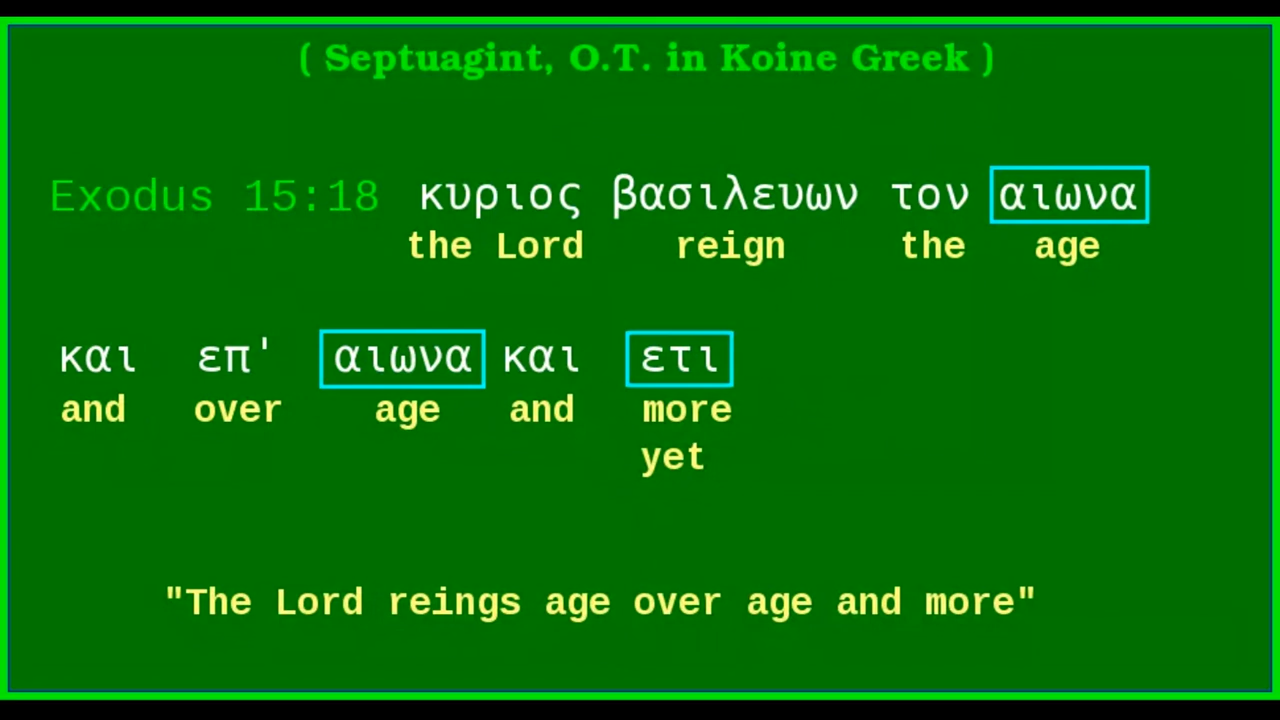 ( Septuagint, O.T. in Koine Greek )
Exodus 15:18 κυριος βασιλευων τον αιωνα
the Lord reign the age
και επ' αιωνα και ετι
and over age and more
yet
"The Lord reings age over age and more"